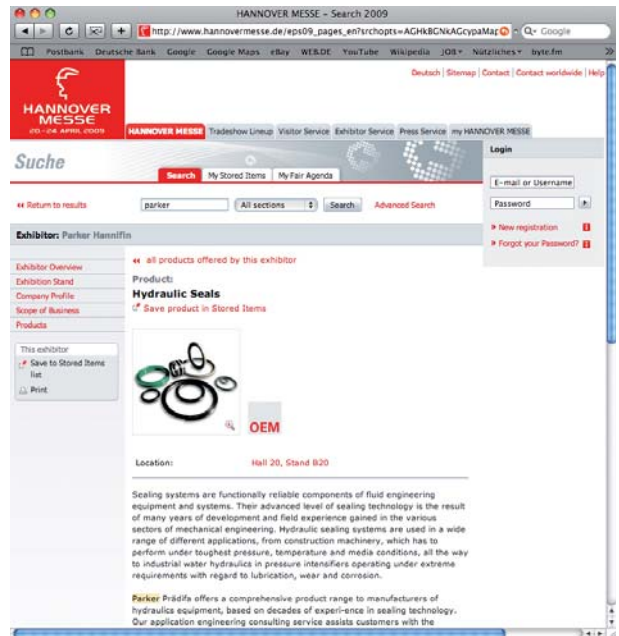 HANNOVER MESSE – Search 2009
http://www.hannovermesse.de/eps09_pages_en?srchopts=AGHkBGNkAGcypaMap
Google
Postbank Deutsche Bank Google Google Maps eBay WEB.DE YouTube Wikipedia JOB Nützliches byte.fm
Deutsch | Sitemap | Contact | Contact worldwide | Help
HANNOVER
MESSE
20–24 APRIL 2009
HANNOVER MESSE Tradeshow Lineup Visitor Service Exhibitor Service Press Service my HANNOVER MESSE
Login
Suche
Search My Stored Items My Fair Agenda
E-mail or Username
Return to results parker All sections Search Advanced Search
Password
New registration
Forgot your Password?
Exhibitor: Parker Hannifin
Exhibitor Overview
Exhibition Stand
Company Profile
Scope of Business
Products
This exhibitor
Save to Stored Items
list
Print
all products offered by this exhibitor
Product:
Hydraulic Seals
Save product in Stored Items
OEM
Location: Hall 20, Stand B20
Sealing systems are functionally reliable components of fluid engineering
equipment and systems. Their advanced level of sealing technology is the result
of many years of development and field experience gained in the various
sectors of mechanical engineering. Hydraulic sealing systems are used in a wide
range of different applications, from construction machinery, which has to
perform under toughest pressure, temperature and media conditions, all the way
to industrial water hydraulics in pressure intensifiers operating under extreme
requirements with regard to lubrication, wear and corrosion.
Parker Prädifa offers a comprehensive product range to manufacturers of
hydraulics equipment, based on decades of experi-ence in sealing technology.
Our application engineering consulting service assists customers with the